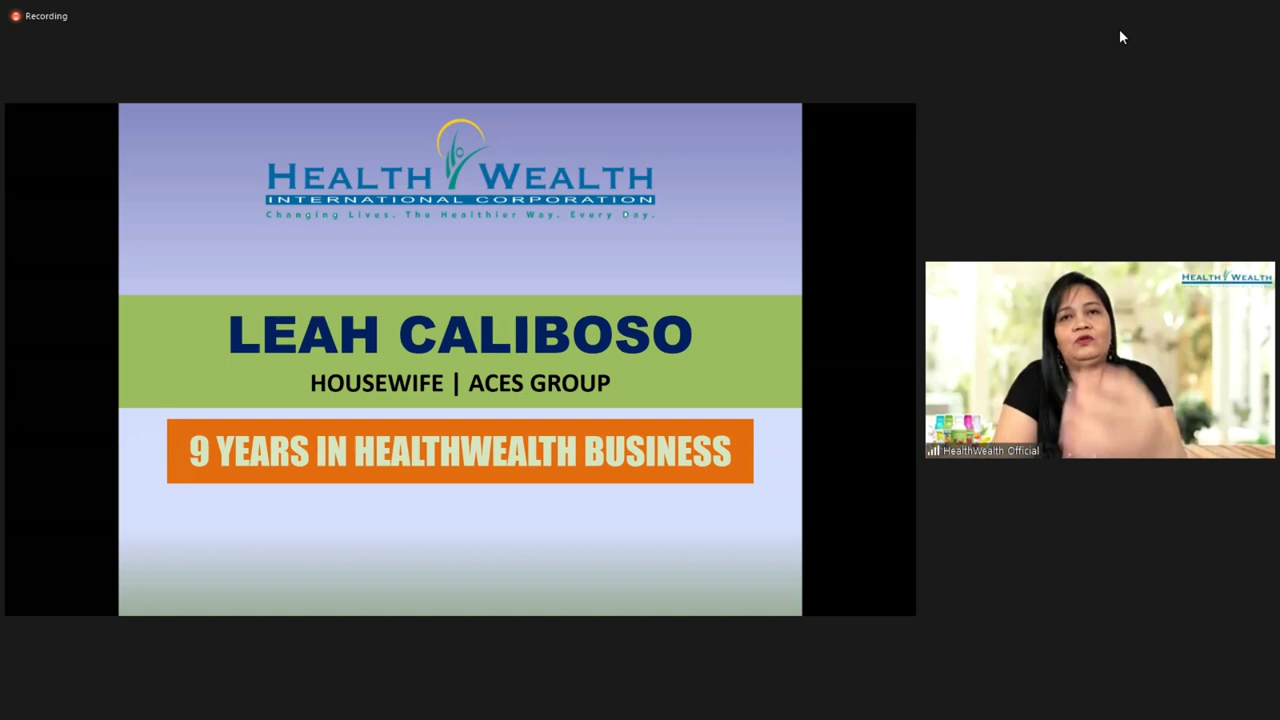 Recording
HEALTH WEALTH
INTERNATIONAL CORPORATION
Changing Lives. The Healthier Way. Every Day.
LEAH CALIBOSO
HOUSEWIFE | ACES GROUP
9 YEARS IN HEALTHWEALTH BUSINESS
HEALTH WEALTH
HealthWealth Official